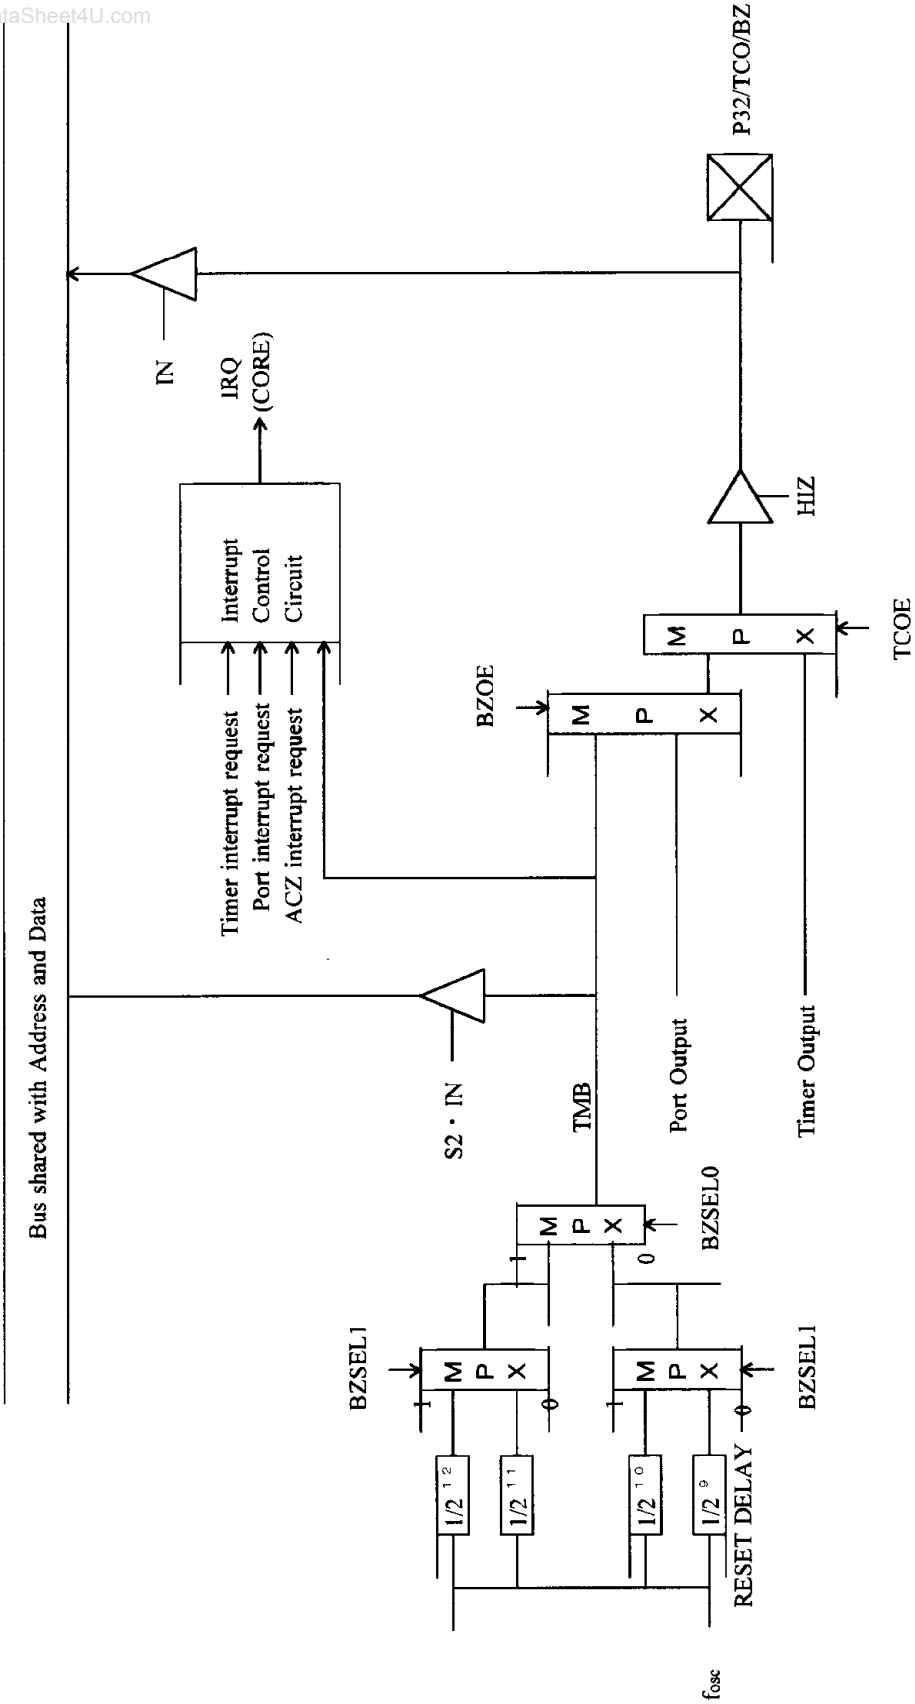 taSheet4U.com
Bus shared with Address and Data
IN
IRQ
(CORE)
Timer interrupt request
Port interrupt request
ACZ interrupt request
Interrupt
Control
Circuit
S2・IN
BZOE
M P X
TMB
Port Output
Timer Output
M P X
TCOE
HIZ
P32/TCO/BZ
BZSEL1
1
M P X
0
1
M P X
0
BZSEL0
1
M P X
0
BZSEL1
1/2 12
1/2 11
1/2 10
1/2 9
RESET DELAY
fosc